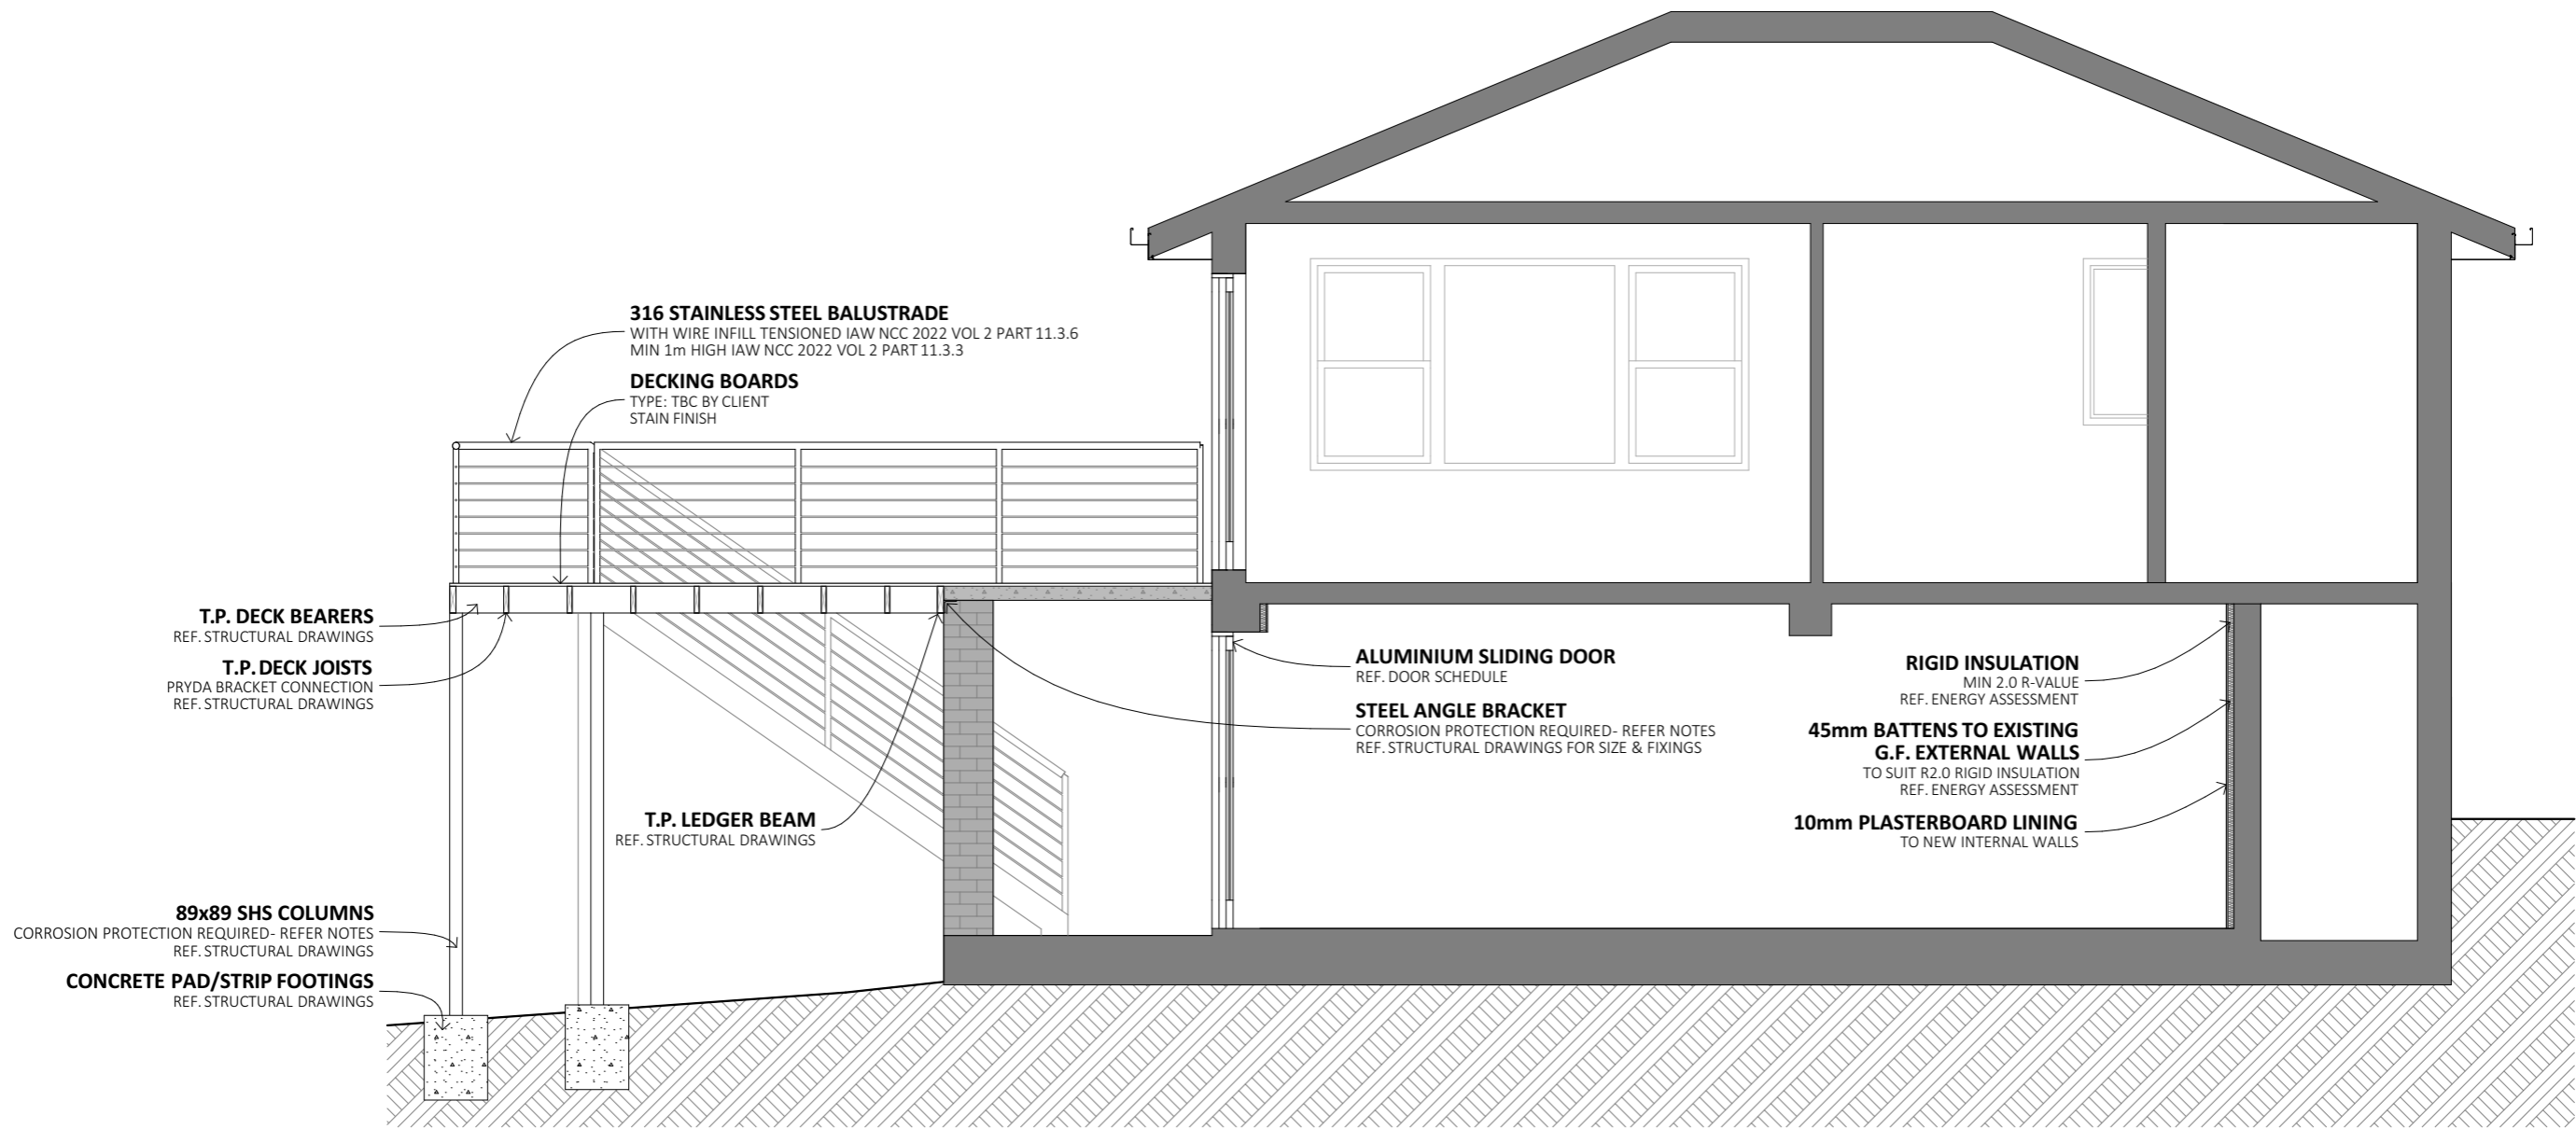 316 STAINLESS STEEL BALUSTRADE
WITH WIRE INFILL TENSIONED IAW NCC 2022 VOL 2 PART 11.3.6
MIN 1m HIGH IAW NCC 2022 VOL 2 PART 11.3.3
DECKING BOARDS
TYPE: TBC BY CLIENT
STAIN FINISH
T.P. DECK BEARERS
REF. STRUCTURAL DRAWINGS
T.P. DECK JOISTS
PRYDA BRACKET CONNECTION
REF. STRUCTURAL DRAWINGS
T.P. LEDGER BEAM
REF. STRUCTURAL DRAWINGS
89x89 SHS COLUMNS
CORROSION PROTECTION REQUIRED- REFER NOTES
REF. STRUCTURAL DRAWINGS
CONCRETE PAD/STRIP FOOTINGS
REF. STRUCTURAL DRAWINGS
ALUMINIUM SLIDING DOOR
REF. DOOR SCHEDULE
STEEL ANGLE BRACKET
CORROSION PROTECTION REQUIRED- REFER NOTES
REF. STRUCTURAL DRAWINGS FOR SIZE & FIXINGS
RIGID INSULATION
MIN 2.0 R-VALUE
REF. ENERGY ASSESSMENT
45mm BATTENS TO EXISTING
G.F. EXTERNAL WALLS
TO SUIT R2.0 RIGID INSULATION
REF. ENERGY ASSESSMENT
10mm PLASTERBOARD LINING
TO NEW INTERNAL WALLS